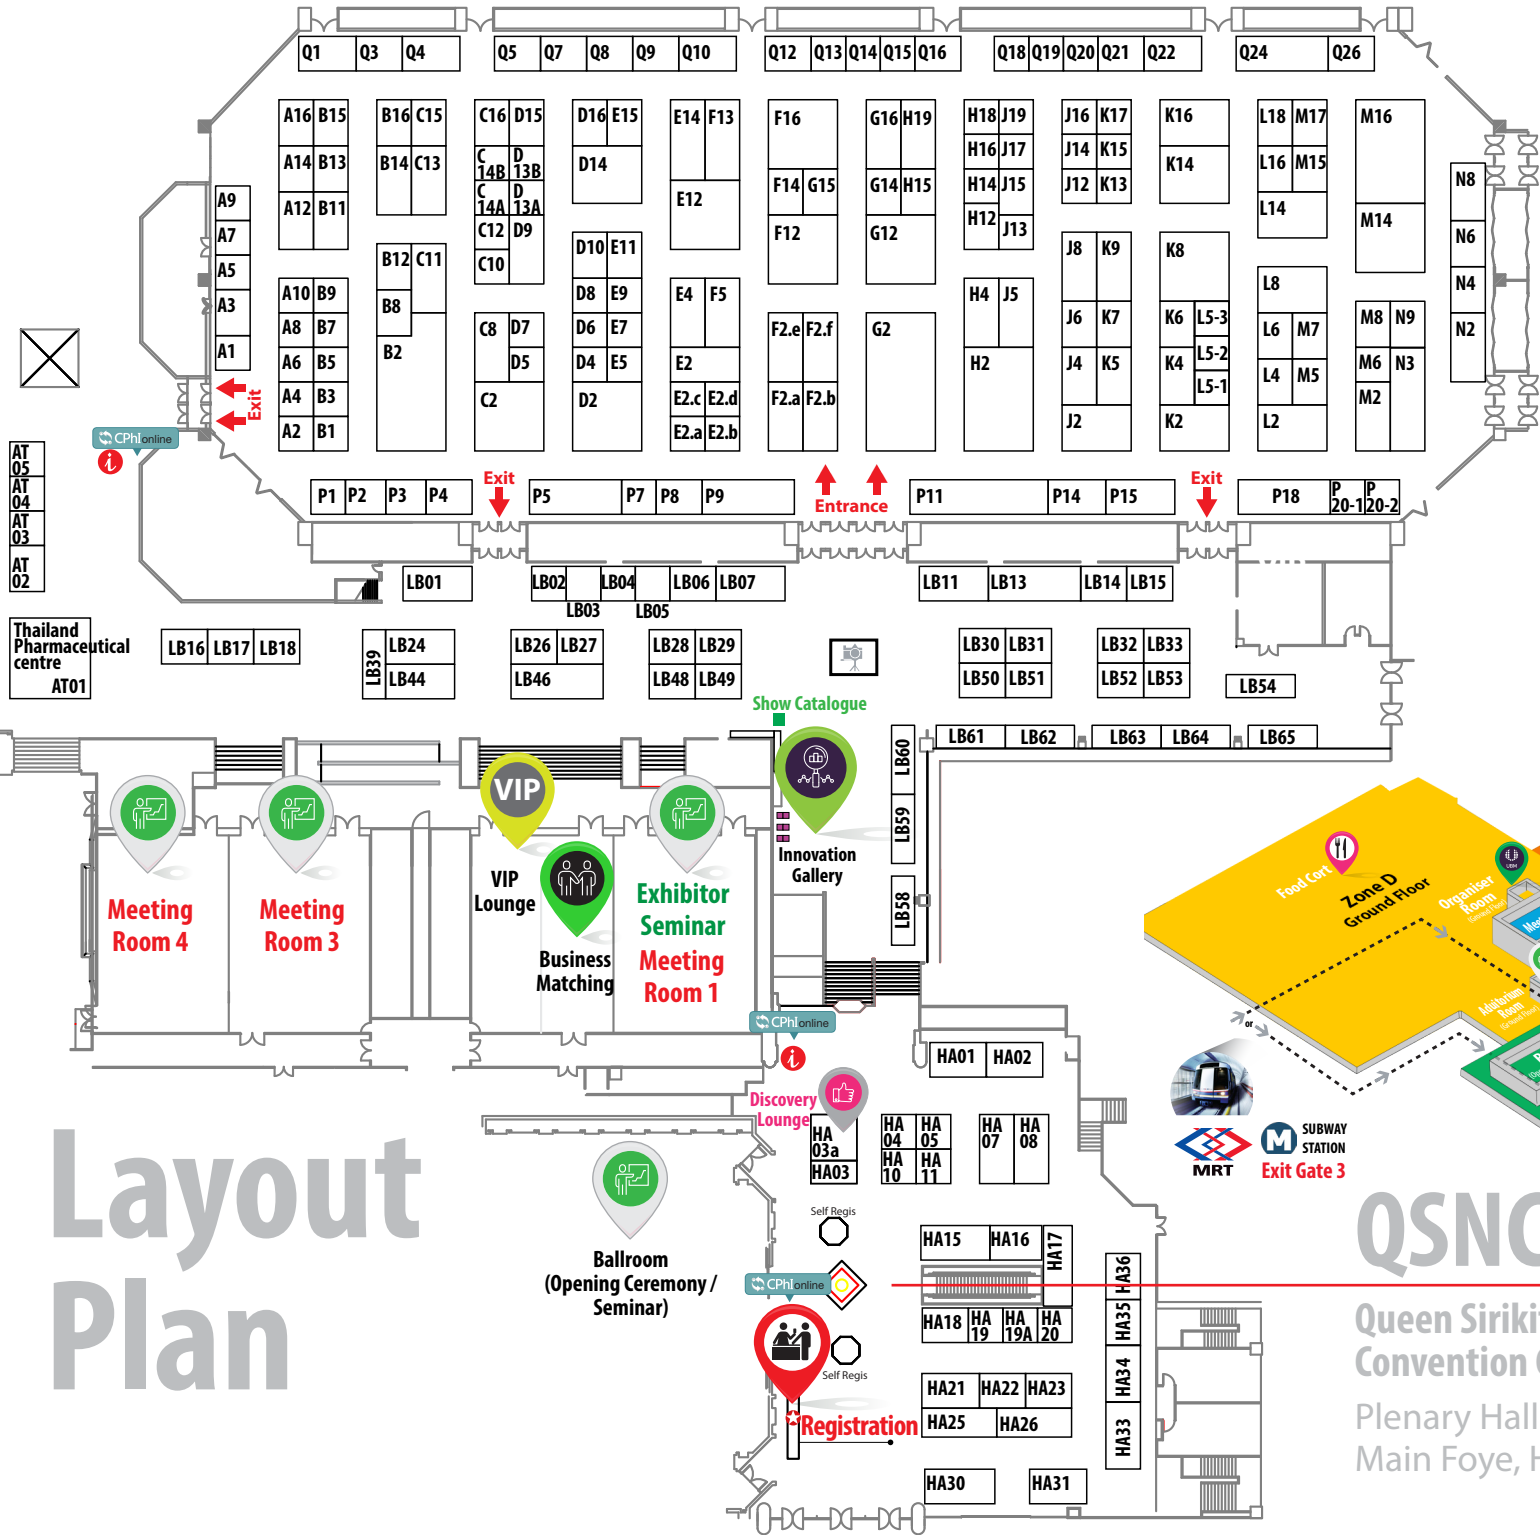 Q1 Q3 Q4 Q5 Q7 Q8 Q9 Q10 Q12 Q13 Q14 Q15 Q16 Q18 Q19 Q20 Q21 Q22 Q24 Q26
A16 B15 B16 C15 C16 D15 D16 E15 E14 F13 F16 G16 H19 H18 J19 J16 K17 K16 L18 M17 M16
A14 B13 B14 C13 C 14B D 13B D14 H16 J17 J14 K15 K14 L16 M15
A12 B11 C 14A D 13A E12 F14 G15 G14 H15 H14 J15 J12 K13 L14
C12 D9 F12 G12 H12 J13 M14
C10 D10 E11 J8 K9 K8
B12 C11
A9
A7
A5
A3
A1
N8
N6
N4
N2
A10 B9 B8 D8 E9 E4 F5 H4 J5 L8
A8 B7 B2 C8 D7 D6 E7 F2.e F2.f G2 J6 K7 K6 L5-3 L6 M7 M8 N9
A6 B5 D5 D4 E5 E2 H2 J4 K5 K4 L5-2 L4 M5 M6 N3
A4 B3 C2 D2 E2.c E2.d F2.a F2.b L5-1 M2
A2 B1 E2.a E2.b J2 K2 L2
Exit
CPhI online
AT 05
AT 04
AT 03
AT 02
Exit
Entrance
Exit
P1 P2 P3 P4 P5 P7 P8 P9 P11 P14 P15 P18 P 20-1 P 20-2
LB01 LB02 LB04 LB06 LB07 LB11 LB13 LB14 LB15
LB03 LB05
Thailand
Pharmaceutical
centre
AT01
LB16 LB17 LB18 LB39 LB24 LB26 LB27 LB28 LB29 LB30 LB31 LB32 LB33
LB44 LB46 LB48 LB49 LB50 LB51 LB52 LB53 LB54
Show Catalogue
LB60 LB61 LB62 LB63 LB64 LB65
LB59
LB58
VIP
VIP
Lounge
Innovation
Gallery
Meeting
Room 4
Meeting
Room 3
Business
Matching
Exhibitor
Seminar
Meeting
Room 1
Food Cort
Zone D
Ground Floor
Organiser
Room
UBM
or
CPhI online
HA01 HA02
Discovery
Lounge
HA
03a
HA03
HA 04 HA 05 HA 07 HA 08
HA 10 HA 11
MRT
M
SUBWAY
STATION
Exit Gate 3
Layout
Plan
Ballroom
(Opening Ceremony /
Seminar)
Self Regis
CPhI online
Self Regis
Registration
HA15 HA16 HA17
HA18 HA 19 HA 19A HA 20
HA21 HA22 HA23
HA25 HA26
HA30 HA31
HA36
HA35
HA34
HA33
QSNC
Queen Sirikit
Convention
Plenary Hall
Main Foye, H